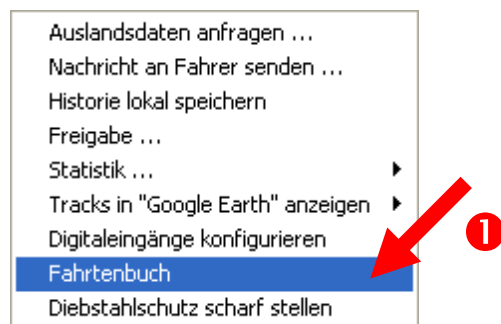 Auslandsdaten anfragen ...
Nachricht an Fahrer senden ...
Historie lokal speichern
Freigabe ...
Statistik ...
Tracks in "Google Earth" anzeigen
Digitaleingänge konfigurieren
1
Fahrtenbuch
Diebstahlschutz scharf stellen